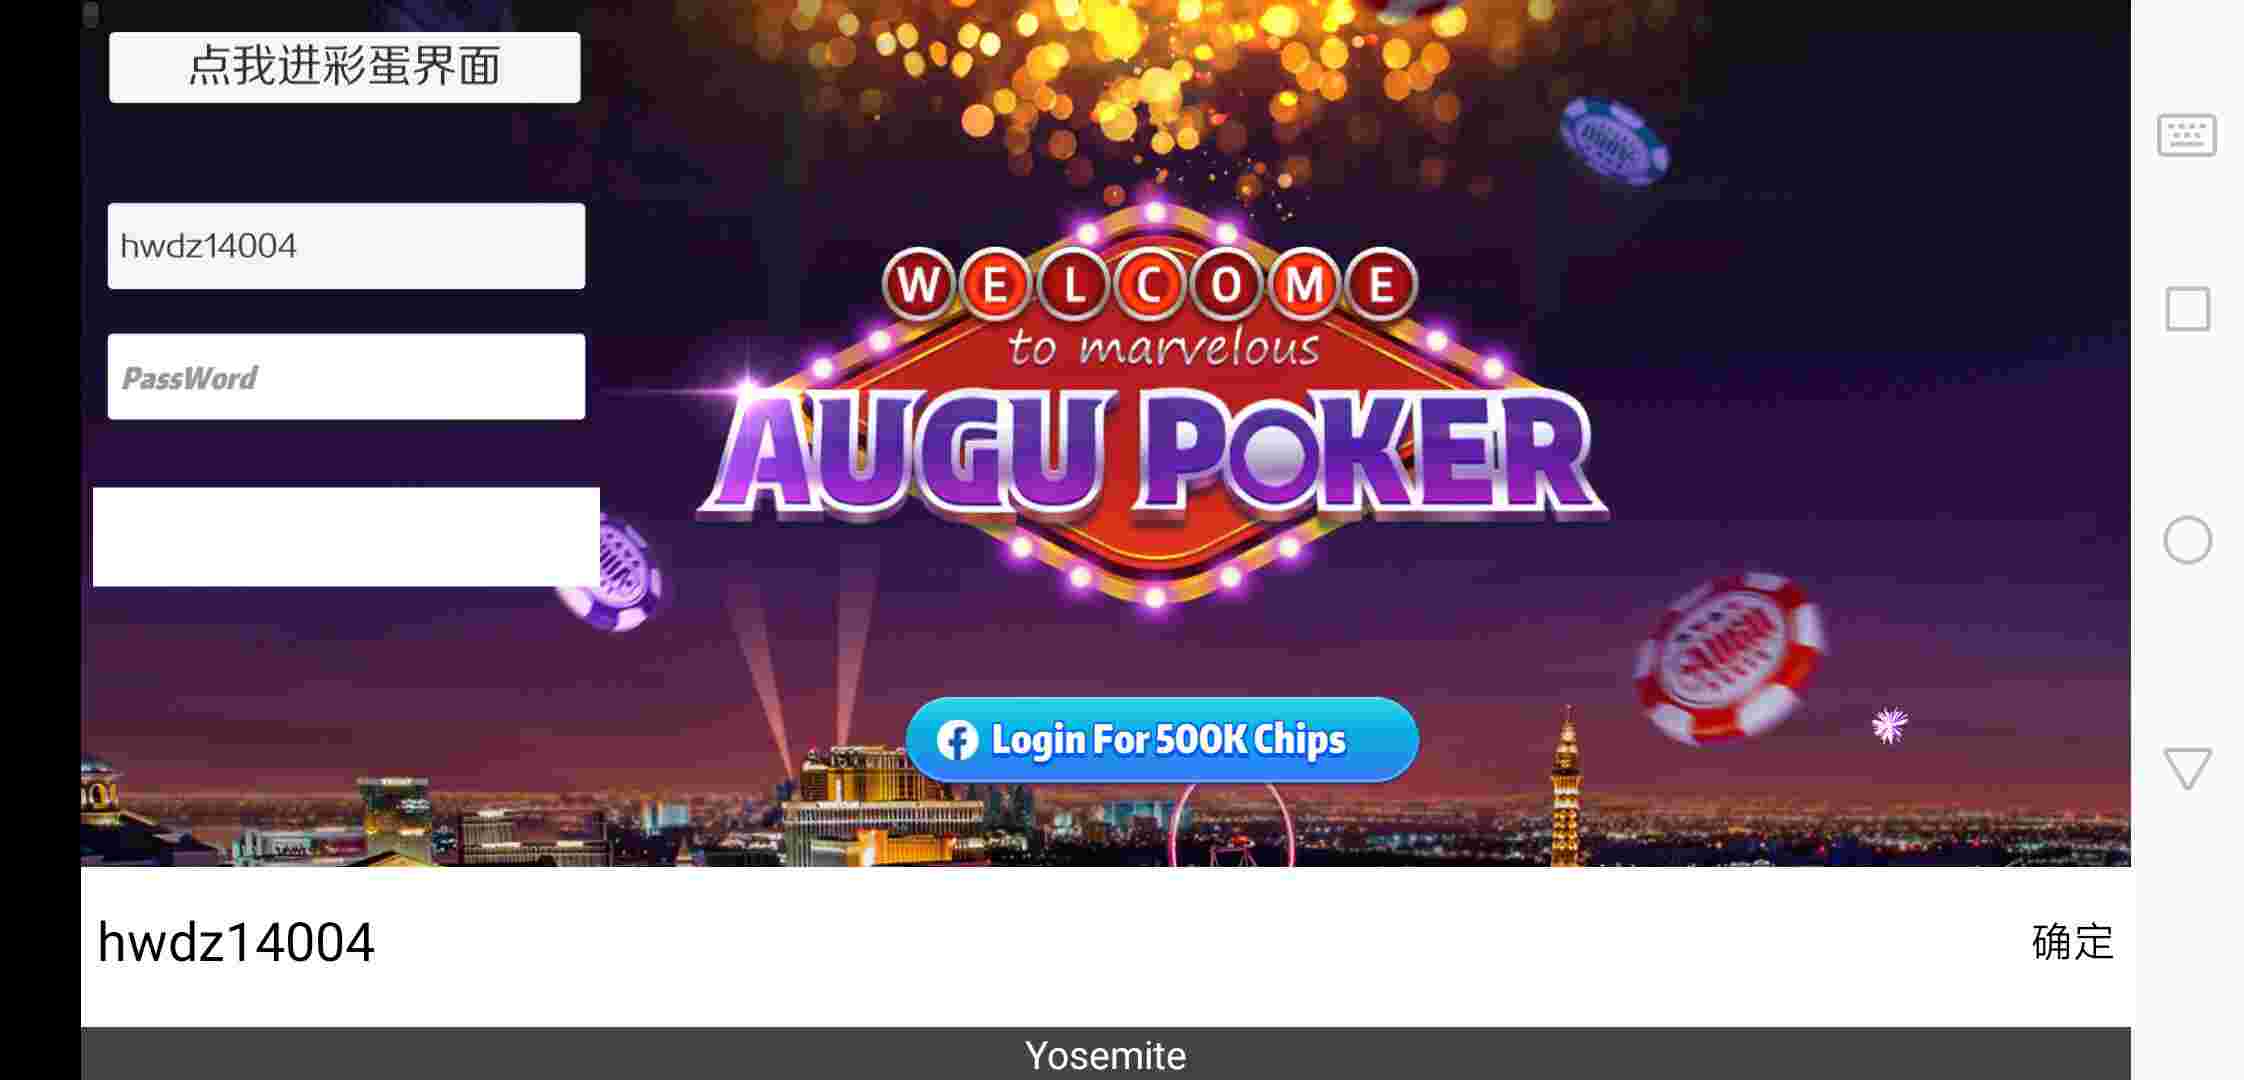 点我进彩蛋界面
hwdz14004
PassWord
WELCOME
to marvelous
AUGU POKER
Login For 500K Chips
hwdz14004
确定
Yosemite